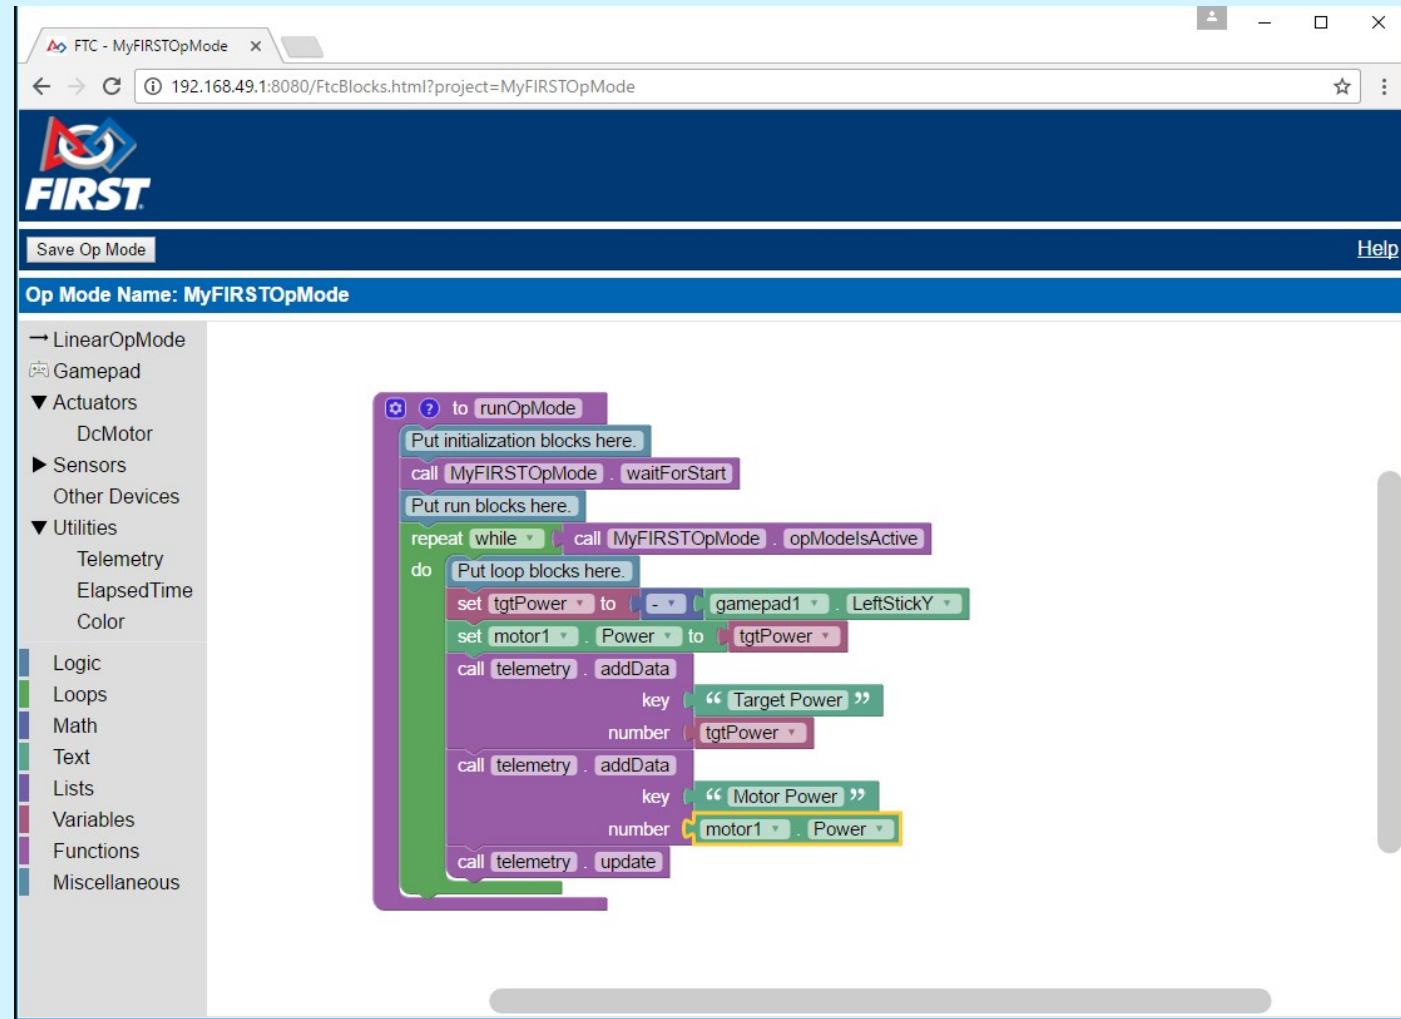 FTC - MyFIRSTOpMode
192.168.49.1:8080/FtcBlocks.html?project=MyFIRSTOpMode
FIRST
Save Op Mode Help
Op Mode Name: MyFIRSTOpMode
LinearOpMode
Gamepad
Actuators
DcMotor
Sensors
Other Devices
Utilities
Telemetry
ElapsedTime
Color
Logic
Loops
Math
Text
Lists
Variables
Functions
Miscellaneous
? to runOpMode
Put initialization blocks here.
call MyFIRSTOpMode . waitForStart
Put run blocks here.
repeat while call MyFIRSTOpMode . opModeIsActive
do Put loop blocks here.
set tgtPower to - gamepad1 . LeftStickY
set motor1 . Power to tgtPower
call telemetry . addData
key “ Target Power ”
number tgtPower
call telemetry . addData
key “ Motor Power ”
number motor1 . Power
call telemetry . update